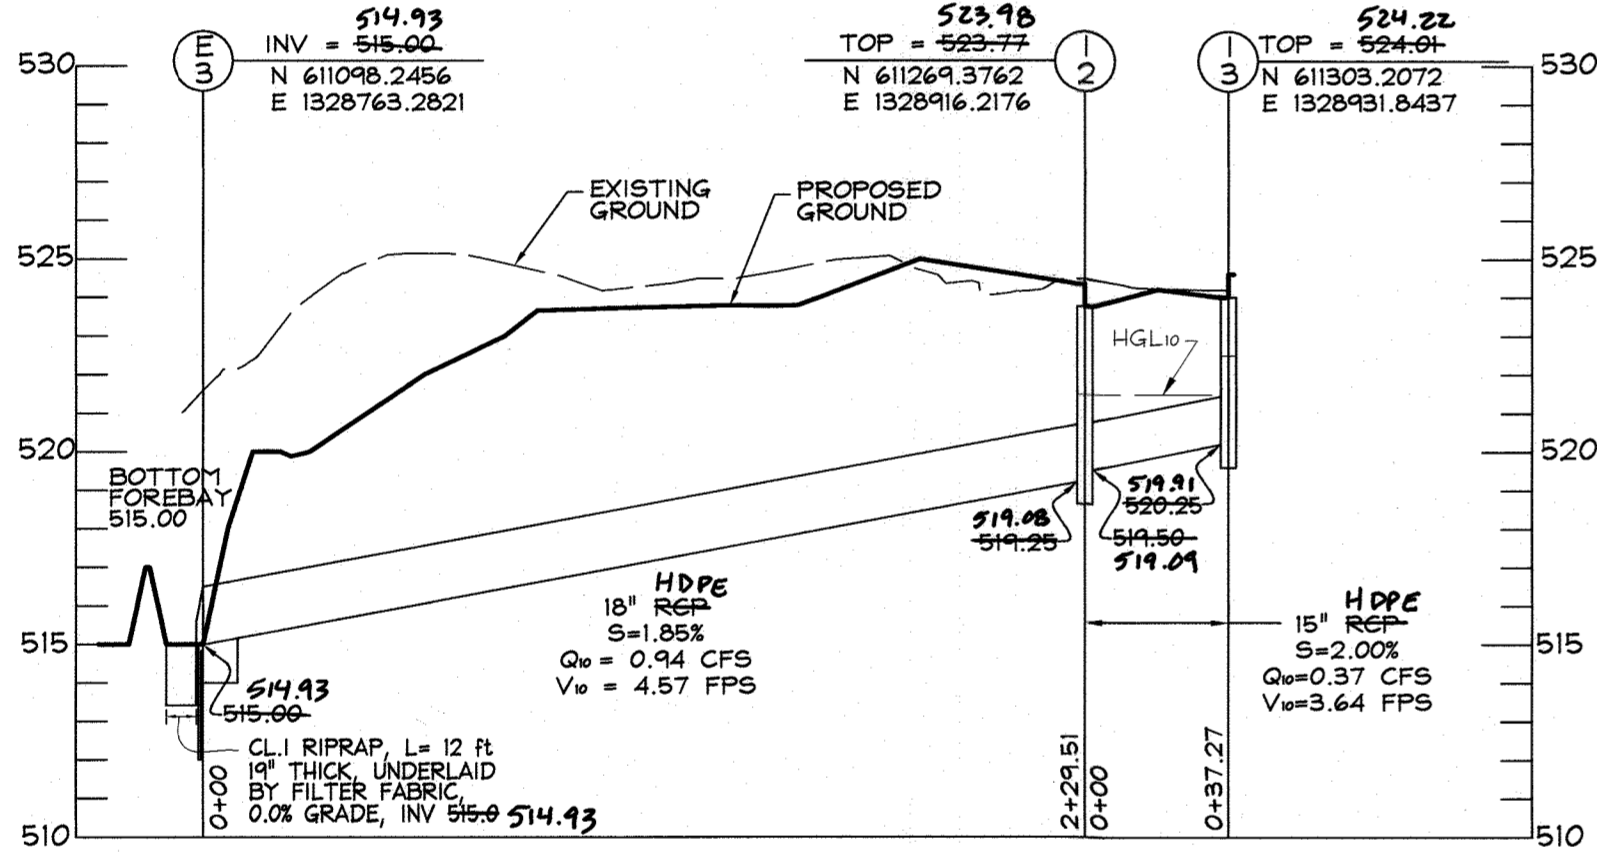 514.93
E
3
INV = 515.00
N 611098.2456
E 1328763.2821
523.98
TOP = 523.77
N 611269.3762
E 1328916.2176
I
2
524.22
I
3
TOP = 524.01
N 611303.2072
E 1328931.8437
530
530
EXISTING
GROUND
PROPOSED
GROUND
525
525
HGL10
520
520
BOTTOM
FOREBAY
515.00
519.91
520.25
519.08
519.25
519.50
519.09
HDPE
18" RCP
S=1.85%
Q10 = 0.94 CFS
V10 = 4.57 FPS
HDPE
15" RCP
S=2.00%
Q10=0.37 CFS
V10=3.64 FPS
515
515
514.93
515.00
CL.I RIPRAP, L= 12 ft
19" THICK, UNDERLAID
BY FILTER FABRIC,
0.0% GRADE, INV 515.0 514.93
0+00
2+29.51
0+00
0+37.27
510
510